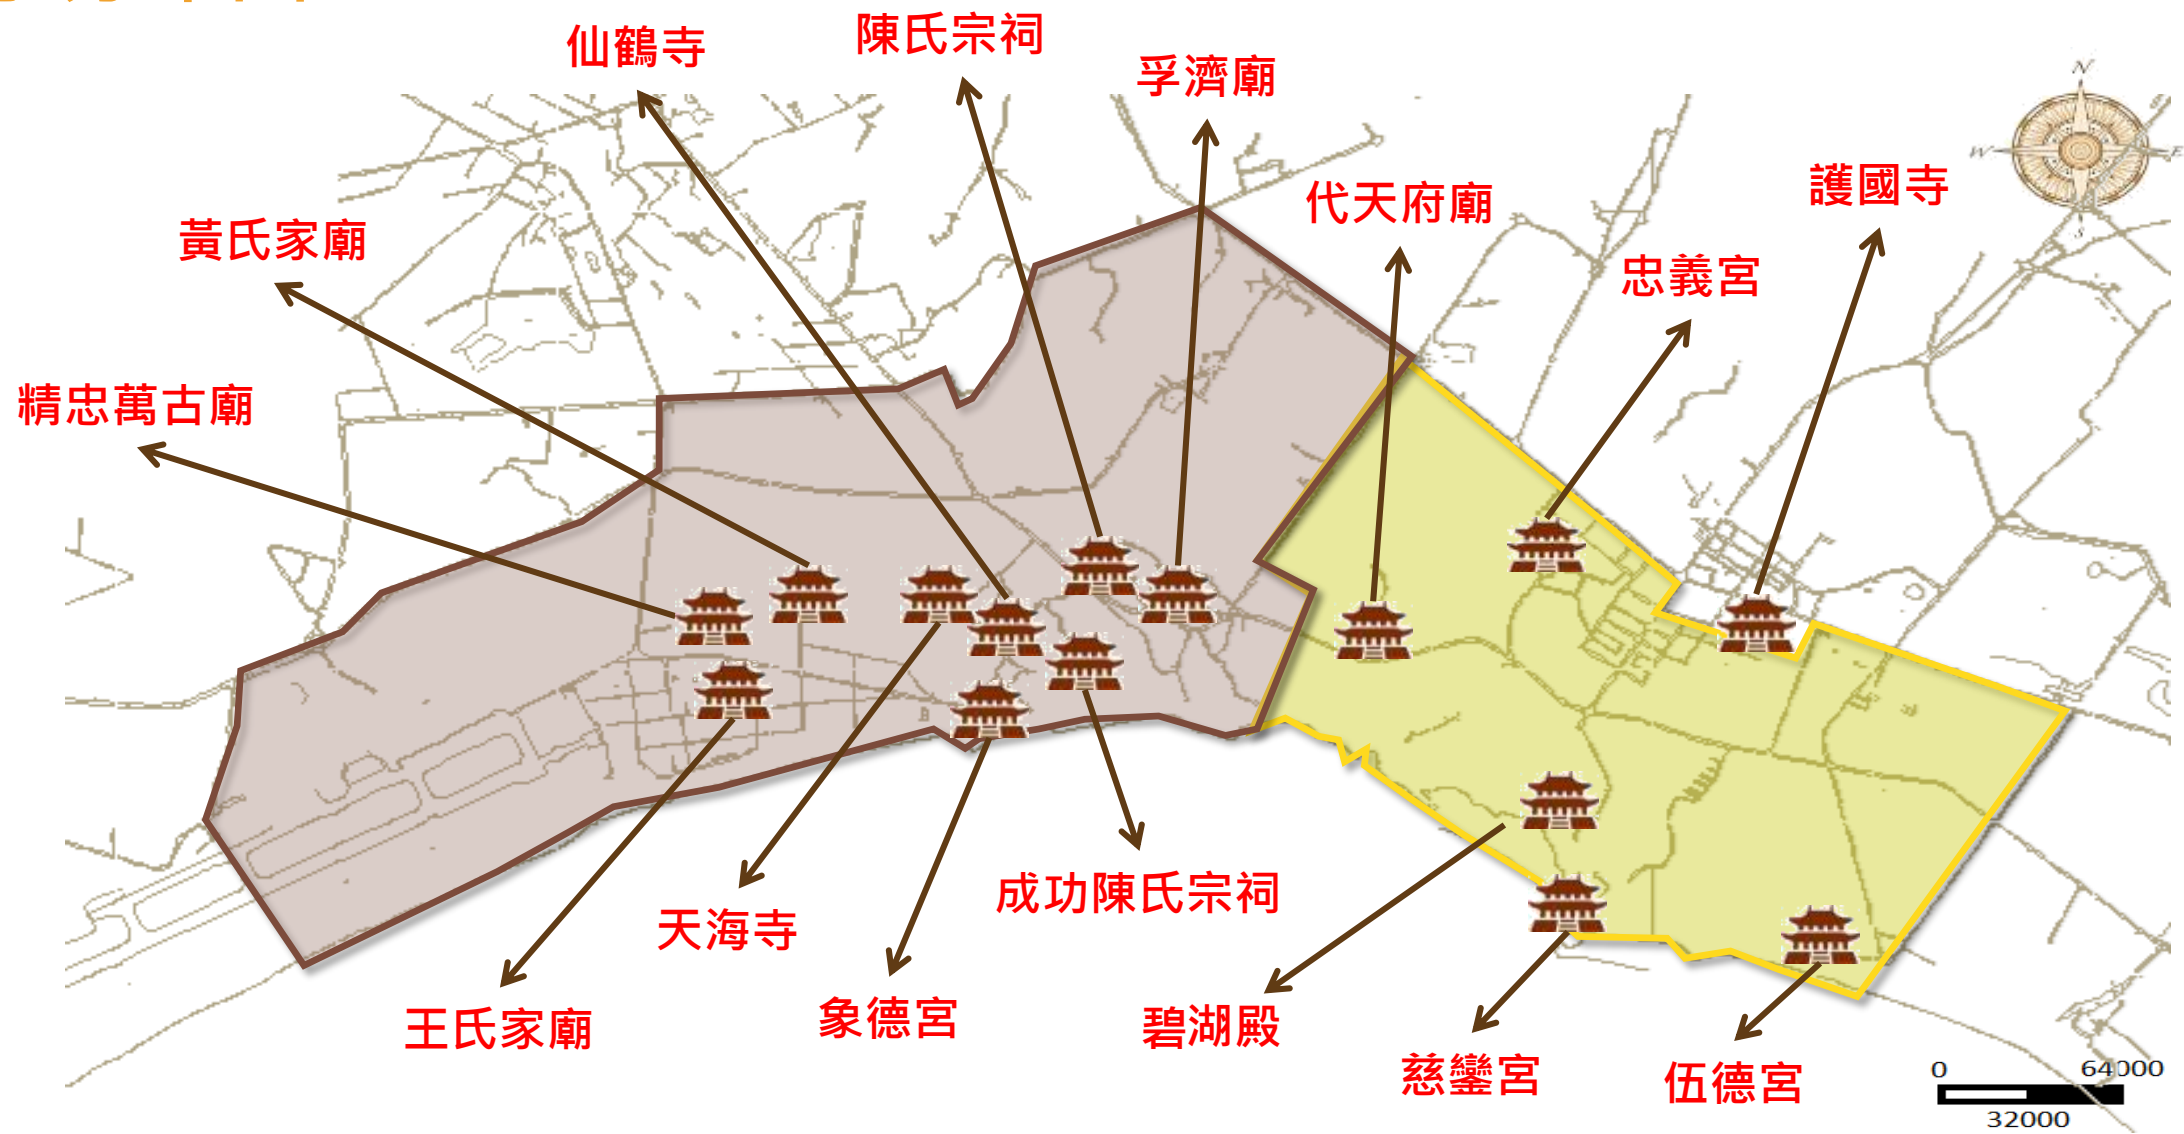 陳氏宗祠
仙鶴寺
孚濟廟
N
W
E
S
護國寺
代天府廟
黃氏家廟
忠義宮
精忠萬古廟
成功陳氏宗祠
天海寺
象德宮
王氏家廟
碧湖殿
慈鑾宮
伍德宮
0
64000
32000